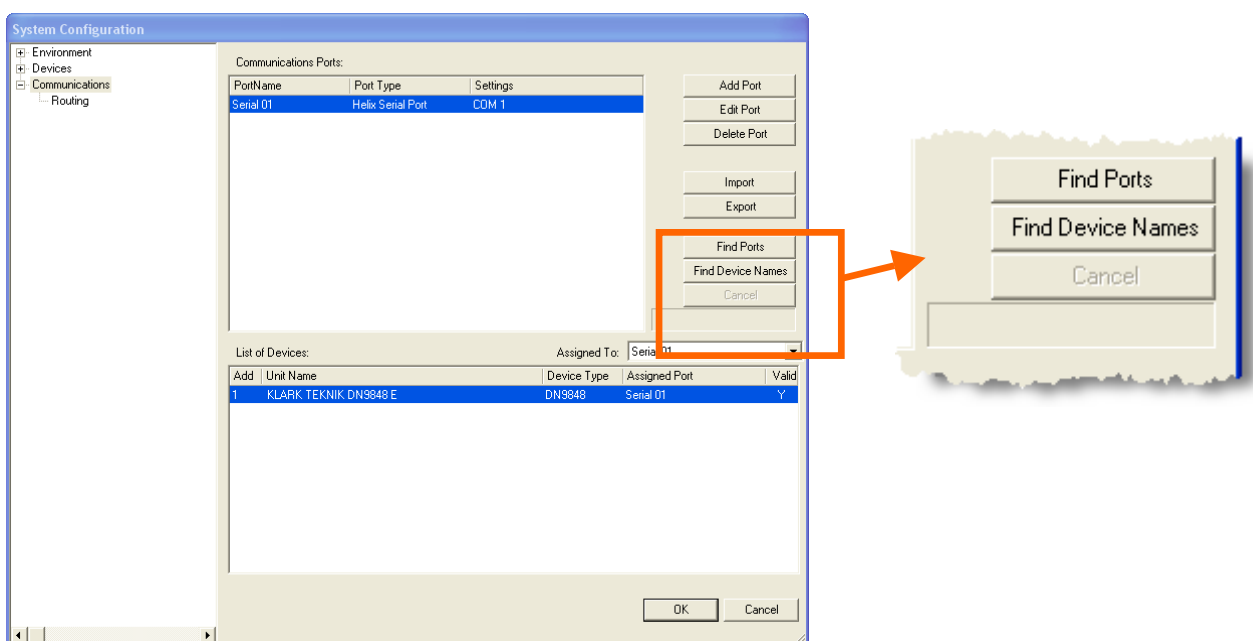 System Configuration
Environment
Devices
Communications
Routing
Communications Ports:
PortName Port Type Settings
Serial 01 Helix Serial Port COM 1
Add Port
Edit Port
Delete Port
Import
Export
Find Ports
Find Device Names
Cancel
List of Devices: Assigned To: Serial 01
Add Unit Name Device Type Assigned Port Valid
1 KLARK TEKNIK DN9848 E DN9848 Serial 01 Y
OK Cancel
Find Ports
Find Device Names
Cancel